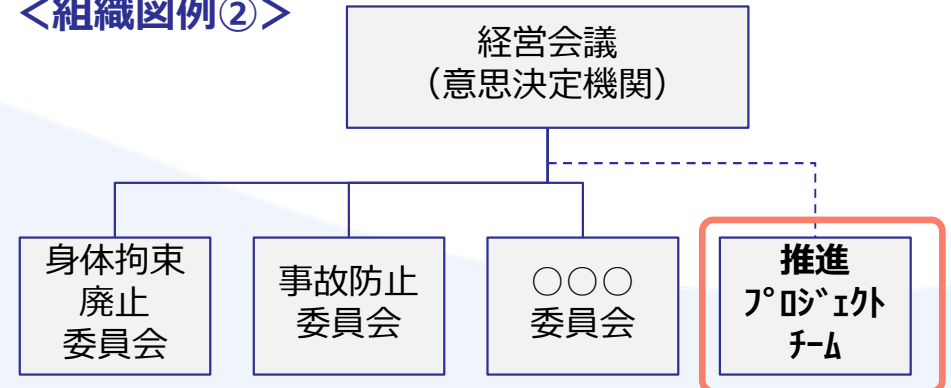 ＜組織図例②＞
経営会議
（意思決定機関）
身体拘束
廃止
委員会
事故防止
委員会
○○○
委員会
推進
ﾌﾟﾛｼﾞｪｸﾄ
ﾁｰﾑ